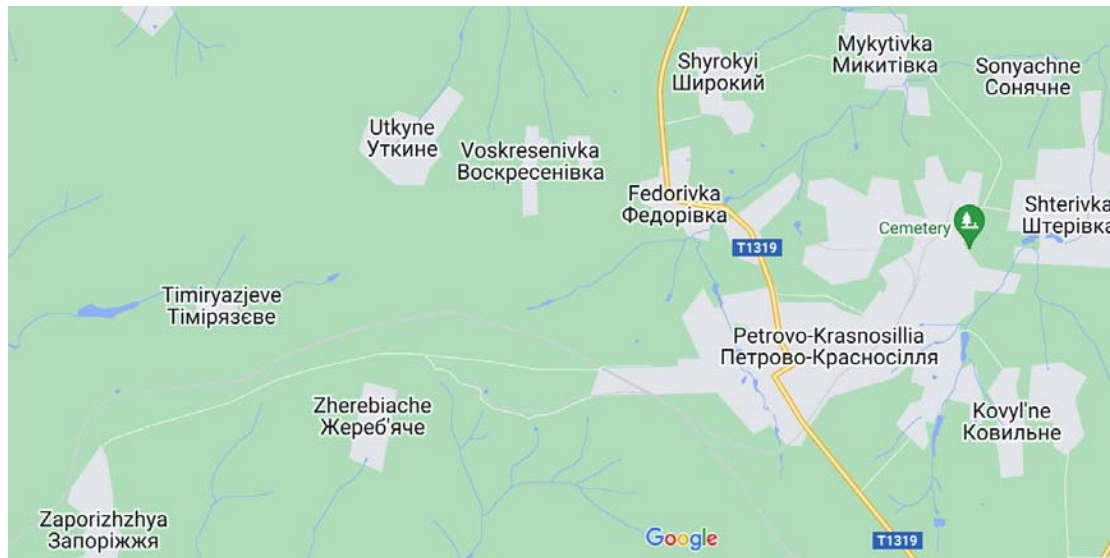 Mykytivka
Микитівка
Shyrokyi
Широкий
Sonyachne
Сонячне
Utkyne
Уткине
Voskresenivka
Воскресенівка
Fedorivka
Федорівка
Shterivka
Штерівка
Cemetery
T1319
Timiryazjeve
Тімірязєве
Petrovo-Krasnosillia
Петрово-Красносілля
Zherebiache
Жереб'яче
Kovyl'ne
Ковильне
Zaporizhzhya
Запоріжжя
Google
T1319